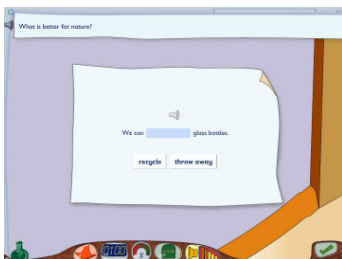 What is better for nature?
We can glass bottles.
recycle throw away